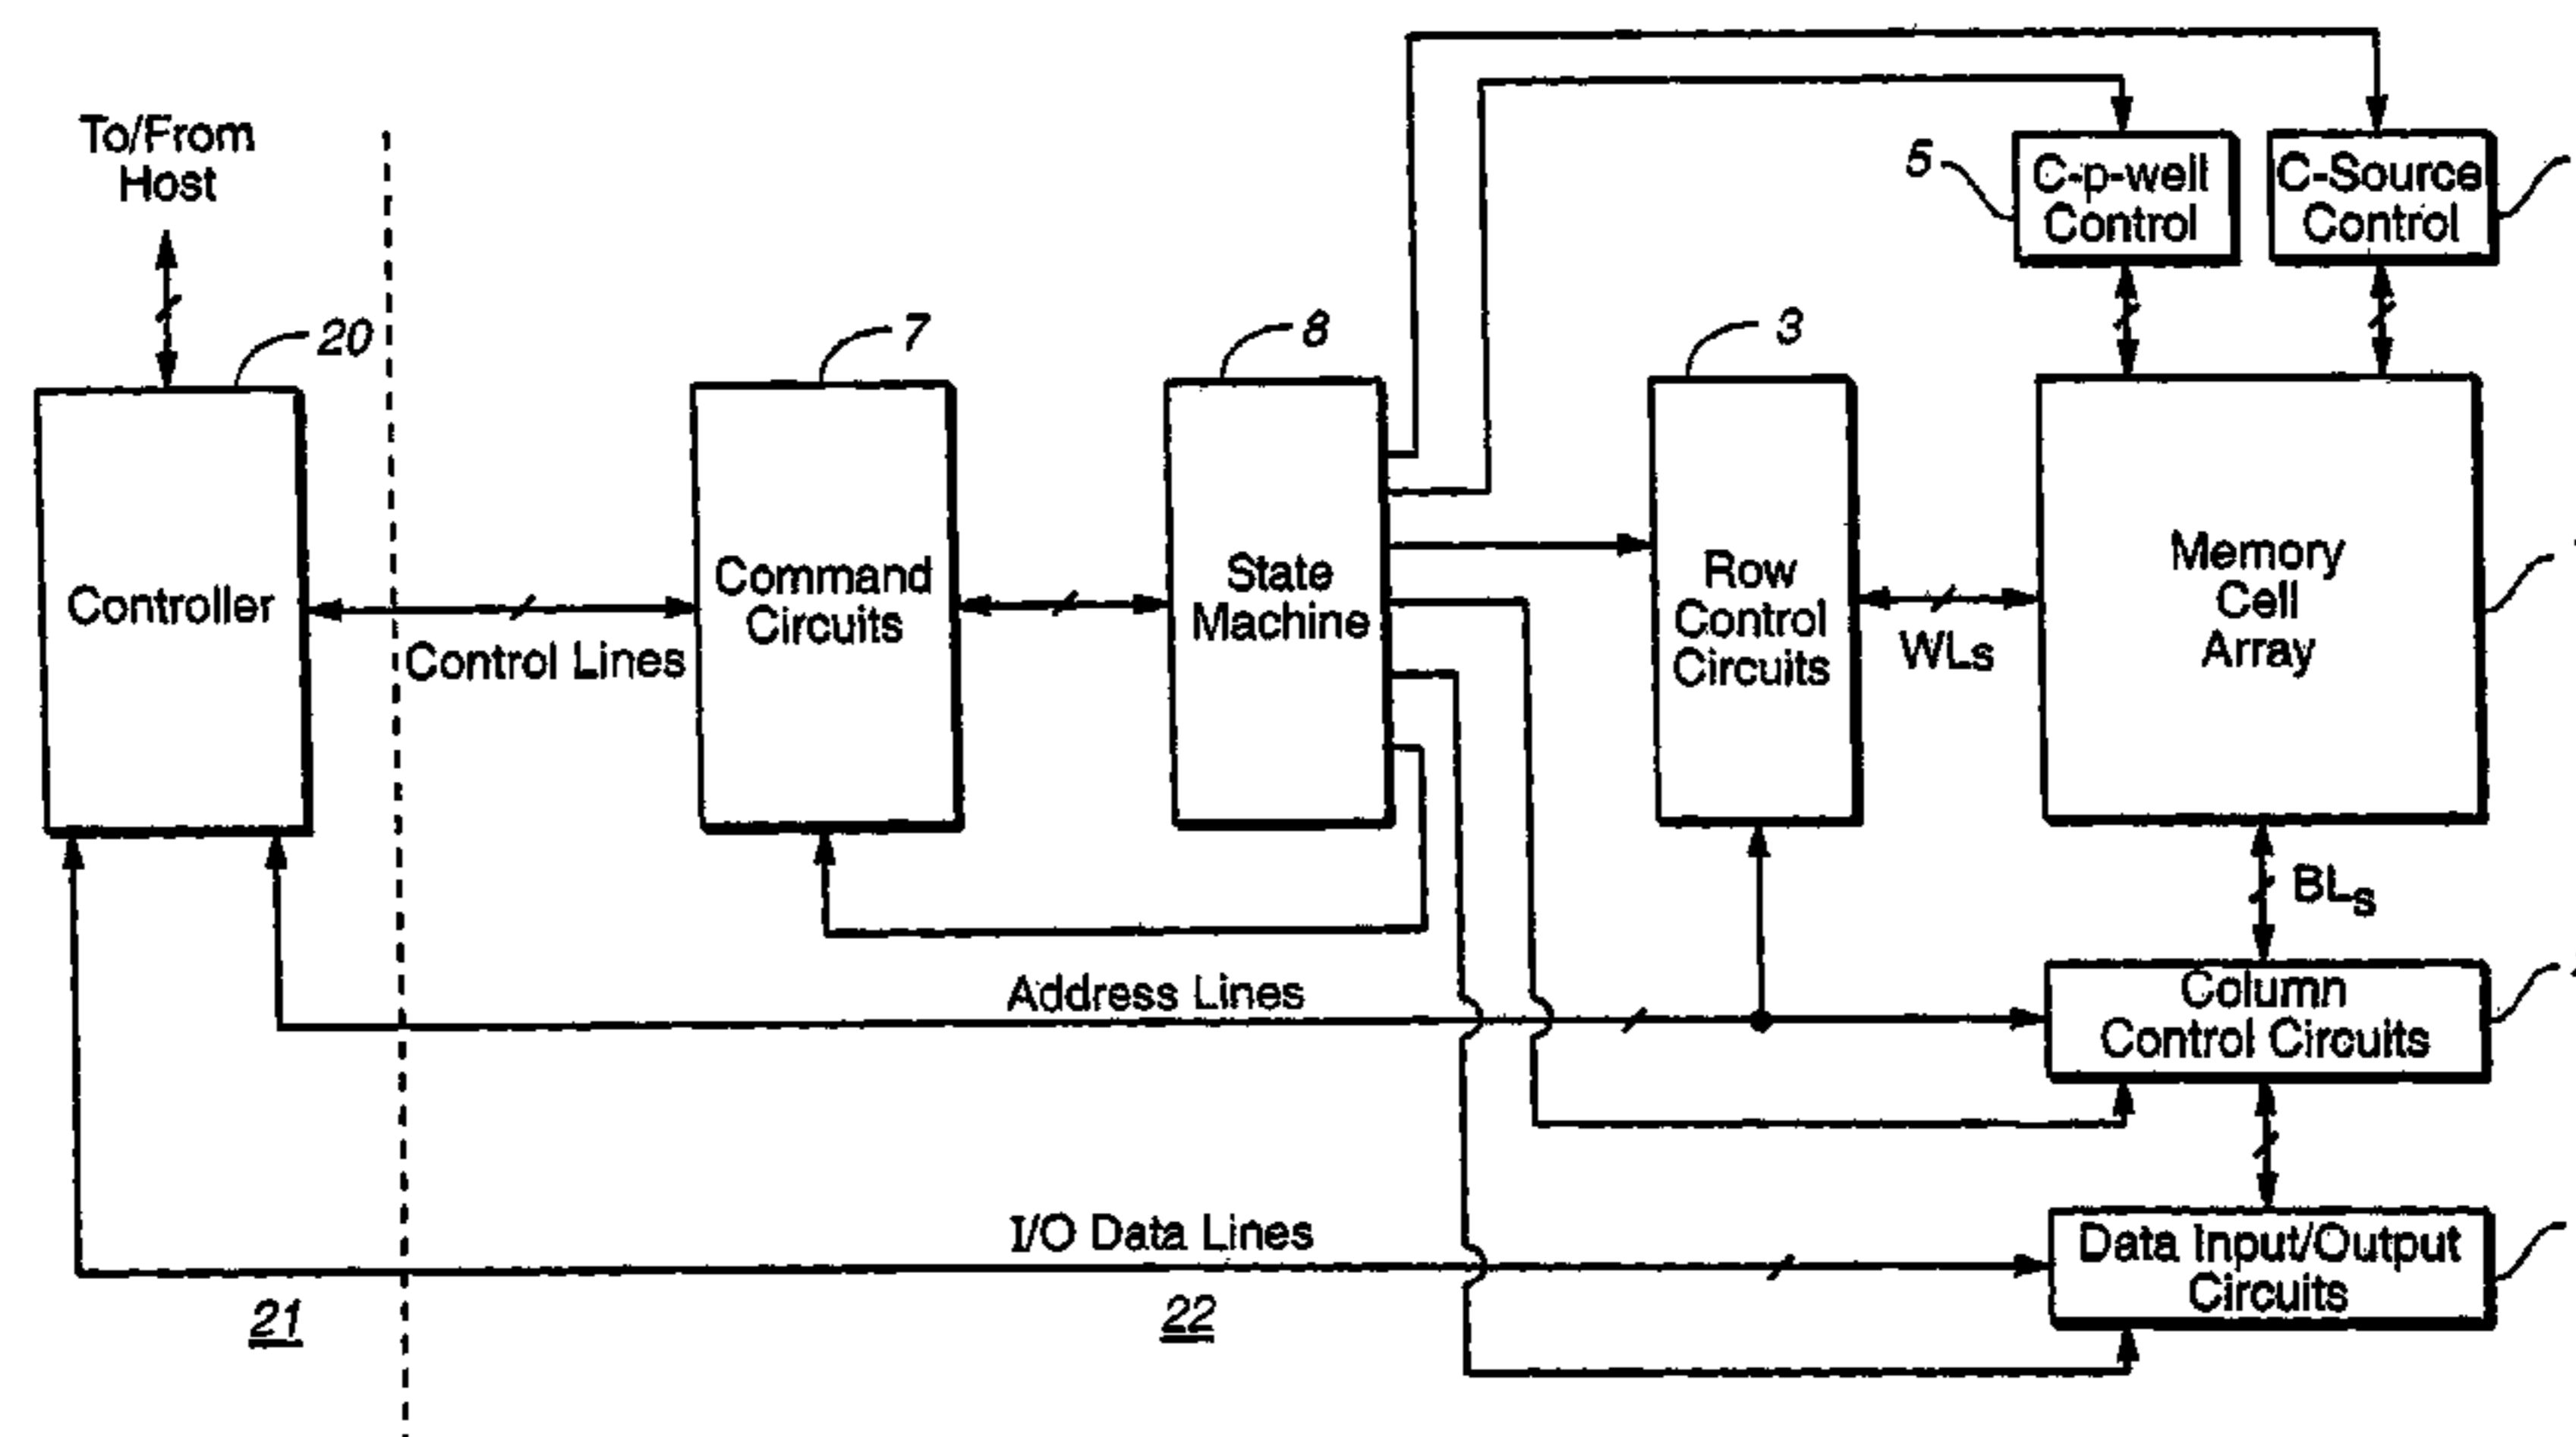 To/From
Host
20
7
8
3
5
C-p-well
Control
C-Source
Control
Controller
Control Lines
Command
Circuits
State
Machine
Row
Control
Circuits
WLs
Memory
Cell
Array
BLs
Address Lines
Column
Control Circuits
I/O Data Lines
Data Input/Output
Circuits
21
22